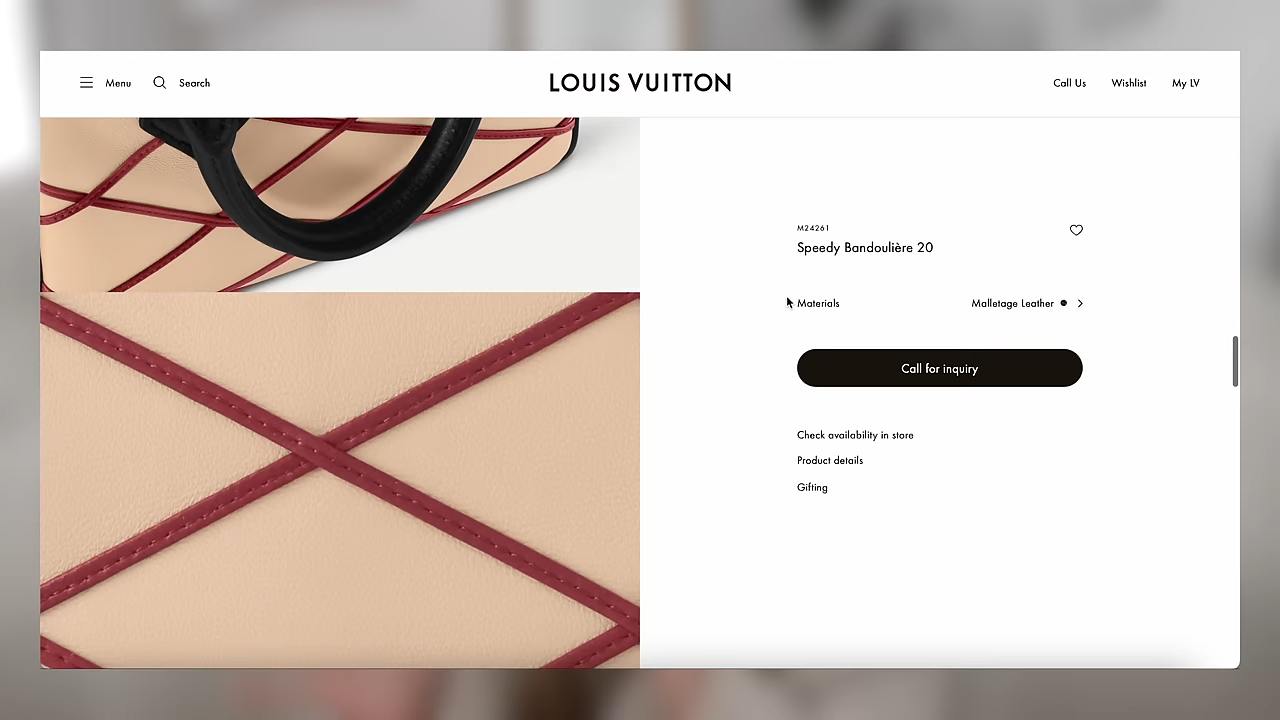 Menu
Search
LOUIS VUITTON
Call Us
Wishlist
My LV
M24261
Speedy Bandoulière 20
Materials
Malletage Leather
Call for inquiry
Check availability in store
Product details
Gifting